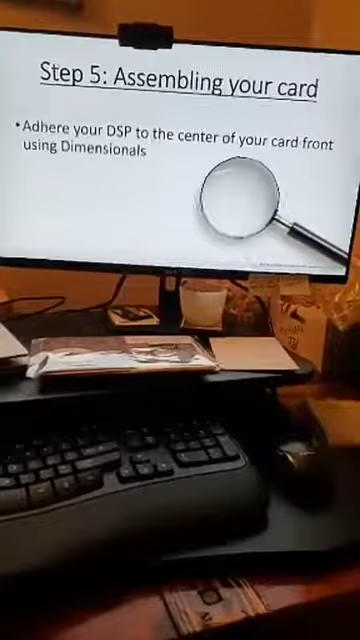 Step 5: Assembling your card
•Adhere your DSP to the center of your card front
using Dimensionals